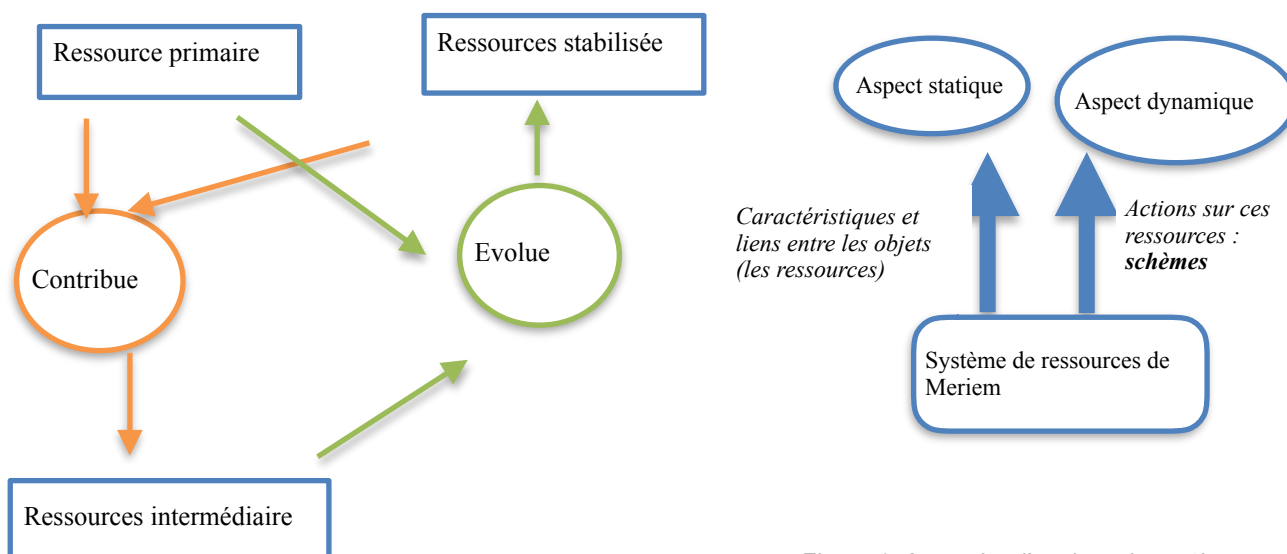 Ressource primaire
Ressources stabilisée
Contribue
Evolue
Ressources intermédiaire
Aspect statique
Aspect dynamique
Caractéristiques et
liens entre les objets
(les ressources)
Actions sur ces
ressources :
schèmes
Système de ressources de
Meriem